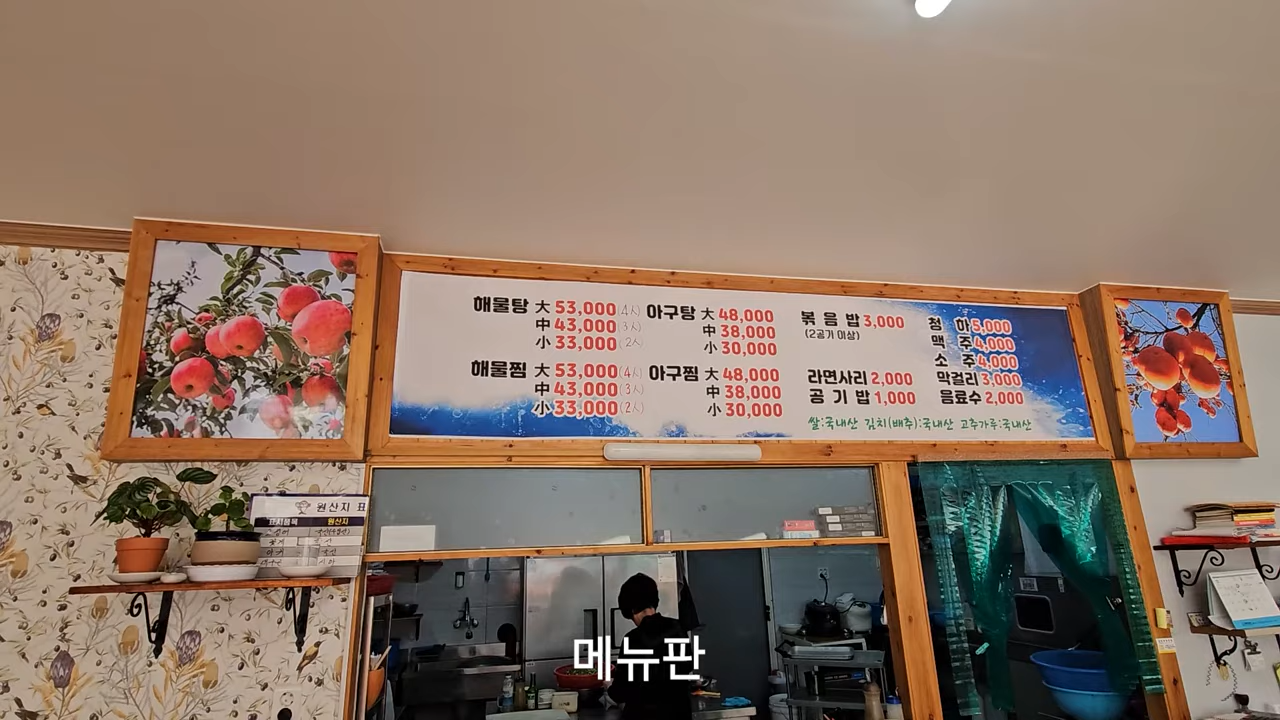 해물탕 大 53,000 (4人)
中 43,000 (3人)
小 33,000 (2人)
아구탕 大 48,000
中 38,000
小 30,000
해물찜 大 53,000 (4人)
中 43,000 (3人)
小 33,000 (2人)
아구찜 大 48,000
中 38,000
小 30,000
볶음밥 3,000
(2공기 이상)
라면사리 2,000
공기밥 1,000
청하 5,000
맥주 4,000
소주 4,000
막걸리 3,000
음료수 2,000
쌀:국내산 김치(배추):국내산 고추가루:국내산
원산지 표
원산지
메뉴판